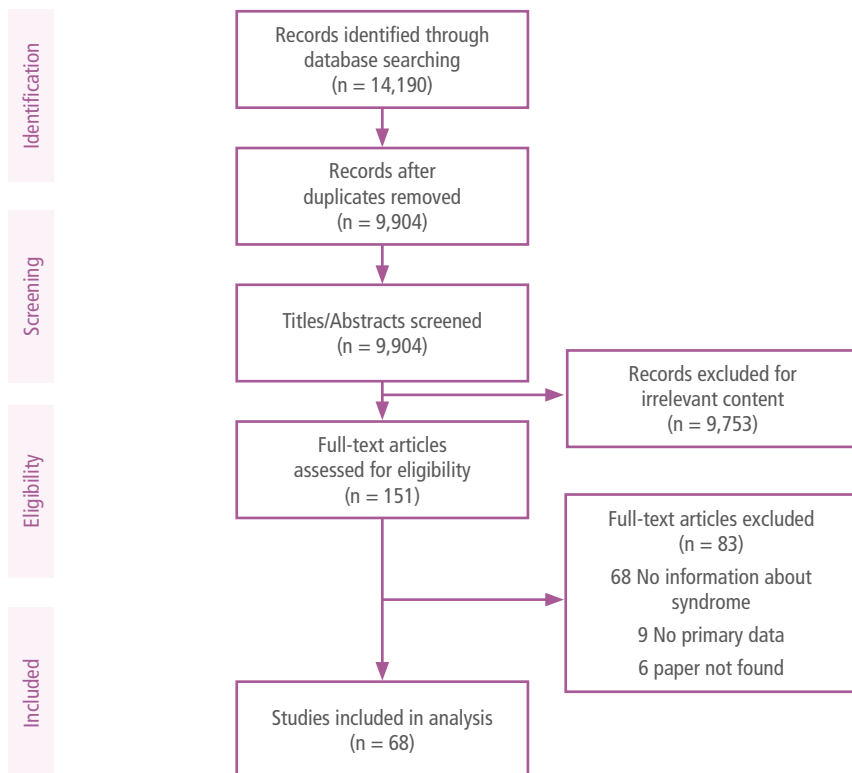 Identification
Records identified through
database searching
(n = 14,190)
Records after
duplicates removed
(n = 9,904)
Screening
Titles/Abstracts screened
(n = 9,904)
Records excluded for
irrelevant content
(n = 9,753)
Eligibility
Full-text articles
assessed for eligibility
(n = 151)
Full-text articles excluded
(n = 83)
68 No information about
syndrome
9 No primary data
6 paper not found
Included
Studies included in analysis
(n = 68)